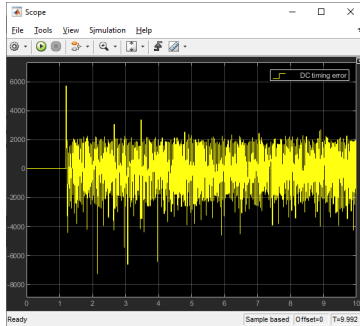 Scope
File Tools View Simulation Help
DC timing error
6000
4000
2000
0
-2000
-4000
-6000
-8000
0 1 2 3 4 5 6 7 8 9 10
Ready Sample based Offset=0 T=9.992